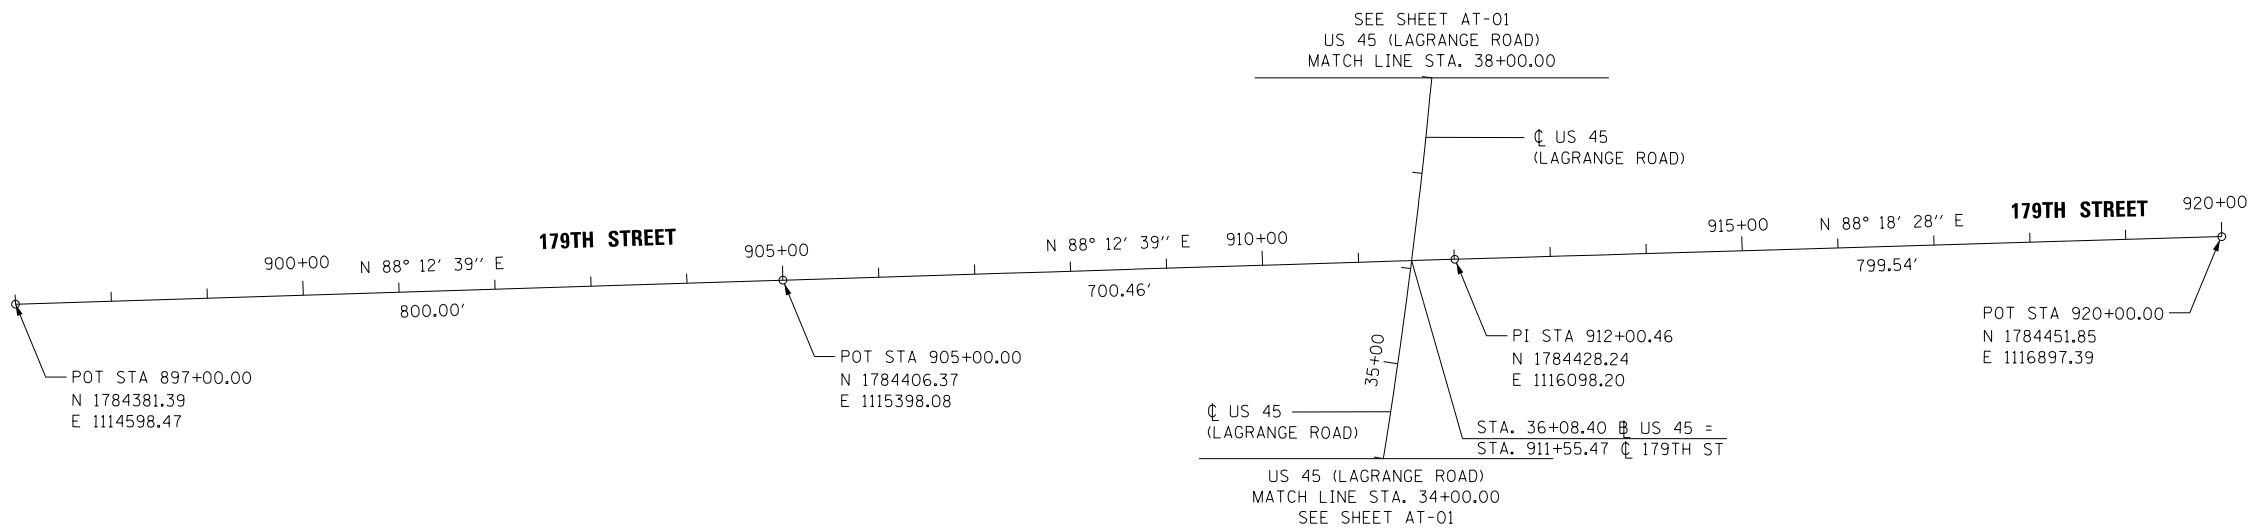 SEE SHEET AT-01
US 45 (LAGRANGE ROAD)
MATCH LINE STA. 38+00.00
℄ US 45
(LAGRANGE ROAD)
900+00
N 88° 12' 39'' E
179TH STREET
905+00
N 88° 12' 39'' E
910+00
915+00
N 88° 18' 28'' E
179TH STREET
920+00
800.00'
700.46'
799.54'
POT STA 897+00.00
N 1784381.39
E 1114598.47
POT STA 905+00.00
N 1784406.37
E 1115398.08
35+00
PI STA 912+00.46
N 1784428.24
E 1116098.20
POT STA 920+00.00
N 1784451.85
E 1116897.39
℄ US 45
(LAGRANGE ROAD)
STA. 36+08.40 B US 45 =
STA. 911+55.47 ℄ 179TH ST
US 45 (LAGRANGE ROAD)
MATCH LINE STA. 34+00.00
SEE SHEET AT-01